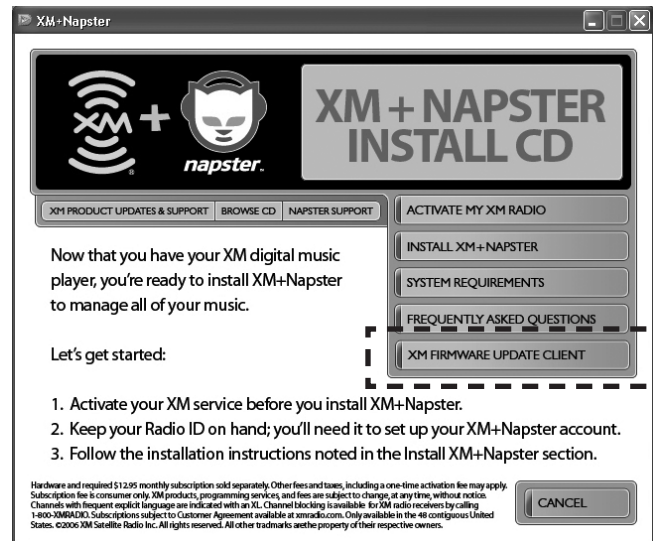 XM+Napster
XM
+
napster.
XM + NAPSTER
INSTALL CD
XM PRODUCT UPDATES & SUPPORT
BROWSE CD
NAPSTER SUPPORT
ACTIVATE MY XM RADIO
INSTALL XM+NAPSTER
SYSTEM REQUIREMENTS
FREQUENTLY ASKED QUESTIONS
XM FIRMWARE UPDATE CLIENT
Now that you have your XM digital music
player, you're ready to install XM+Napster
to manage all of your music.
Let's get started:
1. Activate your XM service before you install XM+Napster.
2. Keep your Radio ID on hand; you'll need it to set up your XM+Napster account.
3. Follow the installation instructions noted in the Install XM+Napster section.
Hardware and required $12.95 monthly subscription sold separately. Other fees and taxes, including a one-time activation fee may apply.
Subscription fee is consumer only. XM products, programming services, and fees are subject to change, at any time, without notice.
Channels with frequent explicit language are indicated with an XL. Channel blocking is available for XM radio receivers by calling
1-800-XMRADIO. Subscriptions subject to Customer Agreement available at xmradio.com. Only available in the 48 contiguous United
States. ©2006 XM Satellite Radio Inc. All rights reserved. All other tradmarks arethe property of their respective owners.
CANCEL